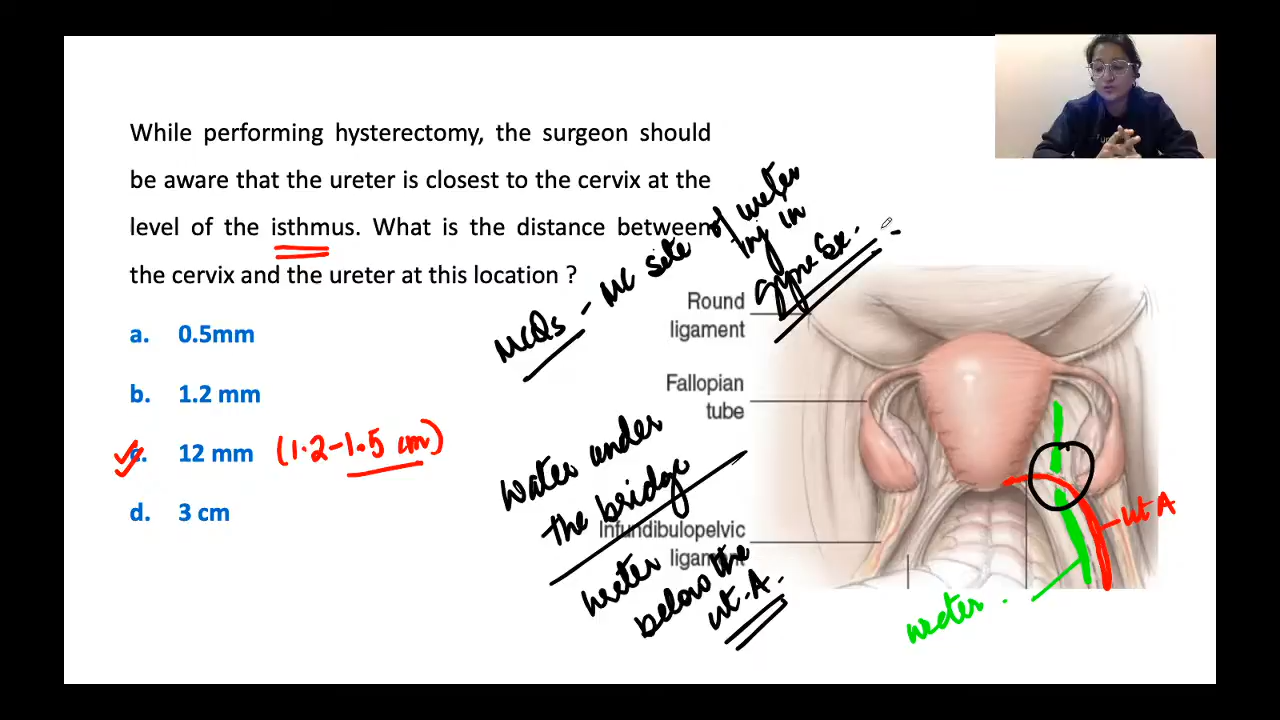 While performing hysterectomy, the surgeon should
be aware that the ureter is closest to the cervix at the
level of the isthmus. What is the distance between
the cervix and the ureter at this location ?
a. 0.5mm
b. 1.2 mm
c. 12 mm (1.2-1.5 cm)
d. 3 cm
MCQs - MC site of ureter
inj in
gynae Sx.
Round
ligament
Fallopian
tube
Water under
the bridge
Infundibulopelvic
ligament
ureter
below the
ut.A.
ut A
ureter.